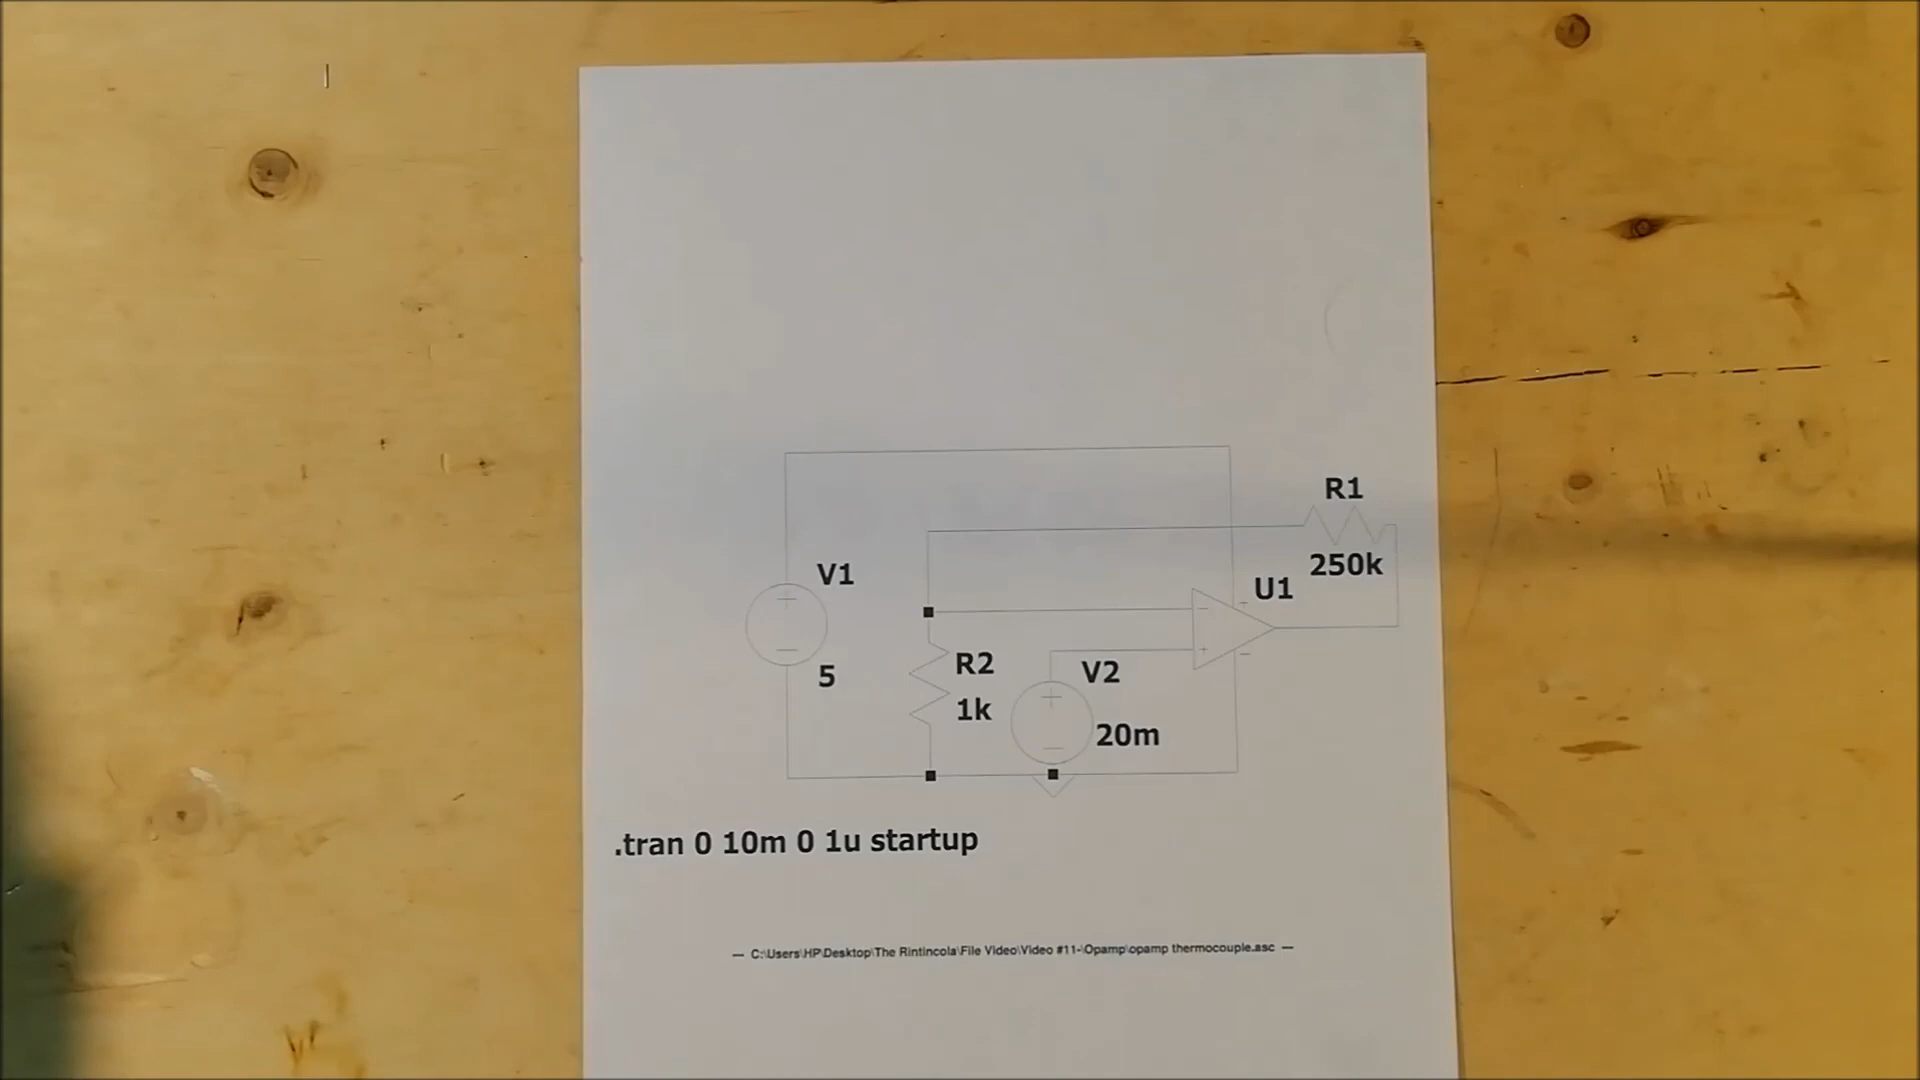 R1
250k
V1
U1
5
R2
1k
V2
20m
.tran 0 10m 0 1u startup
— C:\Users\HP\Desktop\The Rintincola\File Video\Video #11-\Opamp\opamp thermocouple.asc —